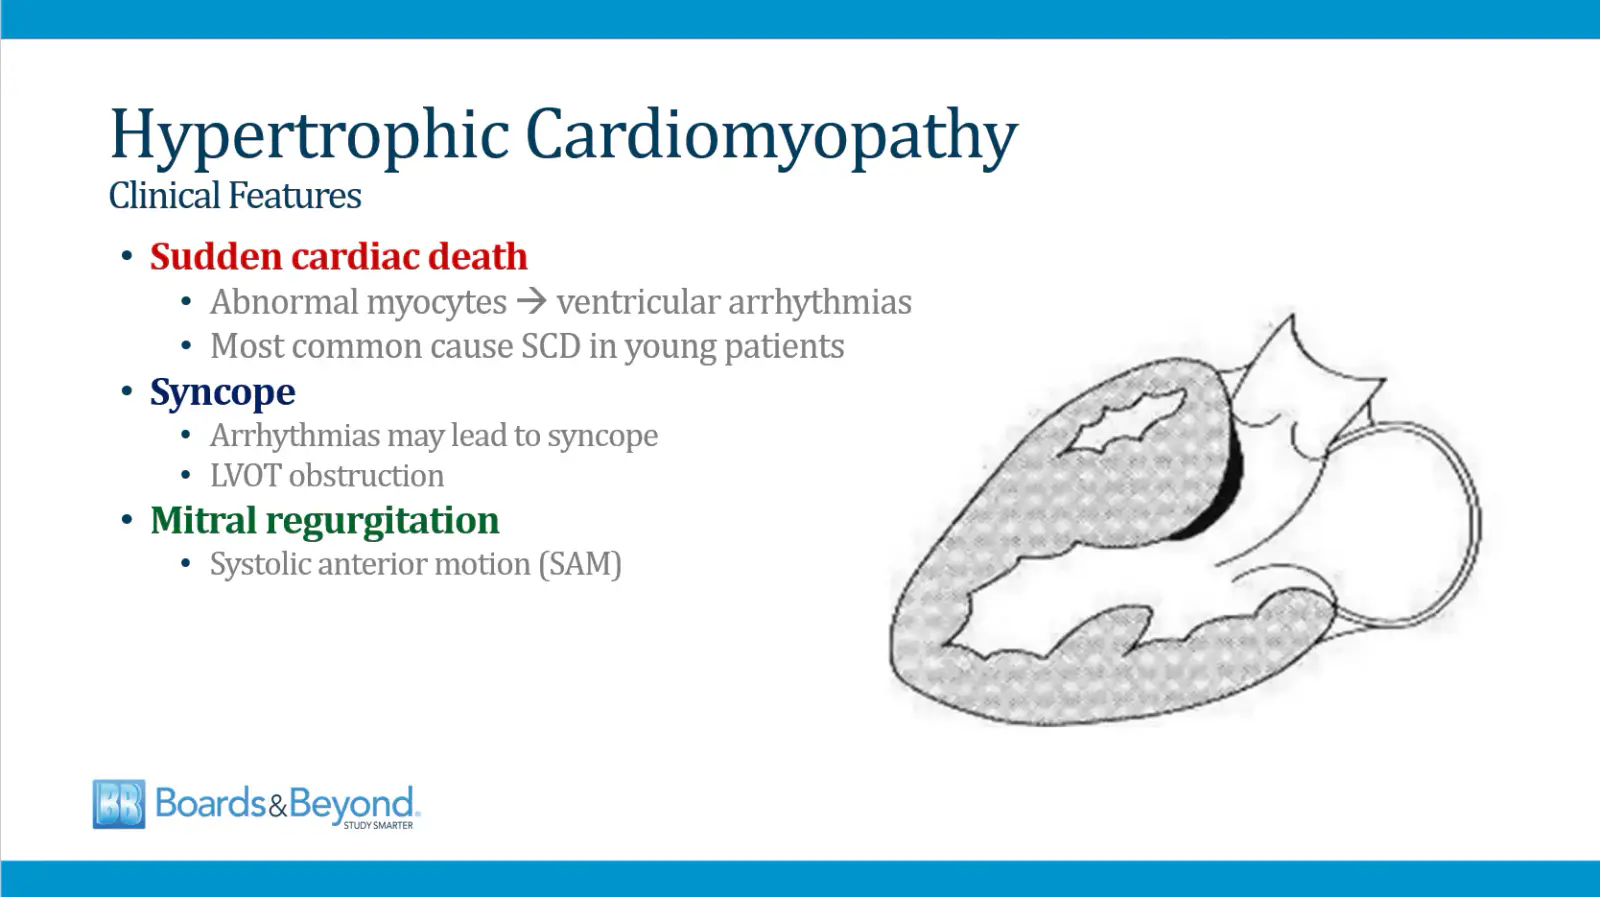 Hypertrophic Cardiomyopathy
Clinical Features
• Sudden cardiac death
• Abnormal myocytes → ventricular arrhythmias
• Most common cause SCD in young patients
• Syncope
• Arrhythmias may lead to syncope
• LVOT obstruction
• Mitral regurgitation
• Systolic anterior motion (SAM)
BB Boards&Beyond.
STUDY SMARTER